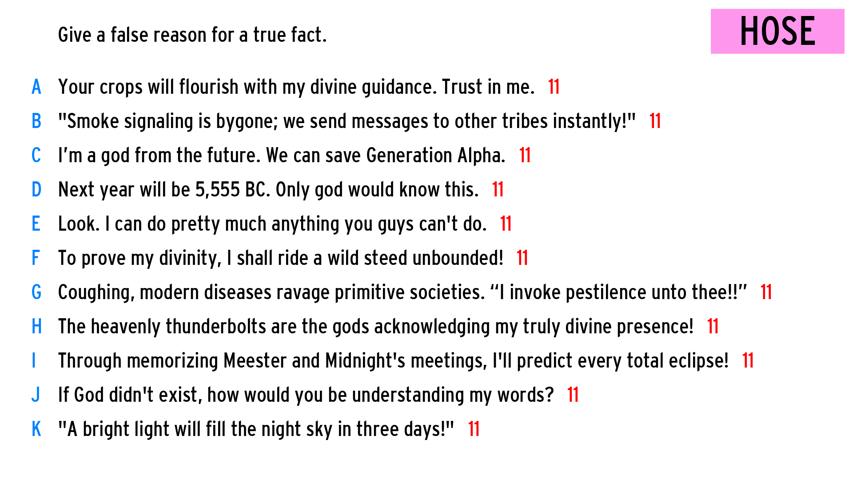 Give a false reason for a true fact.
HOSE
A Your crops will flourish with my divine guidance. Trust in me. 11
B "Smoke signaling is bygone; we send messages to other tribes instantly!" 11
C I'm a god from the future. We can save Generation Alpha. 11
D Next year will be 5,555 BC. Only god would know this. 11
E Look. I can do pretty much anything you guys can't do. 11
F To prove my divinity, I shall ride a wild steed unbounded! 11
G Coughing, modern diseases ravage primitive societies. “I invoke pestilence unto thee!!” 11
H The heavenly thunderbolts are the gods acknowledging my truly divine presence! 11
I Through memorizing Meester and Midnight's meetings, I'll predict every total eclipse! 11
J If God didn't exist, how would you be understanding my words? 11
K "A bright light will fill the night sky in three days!" 11